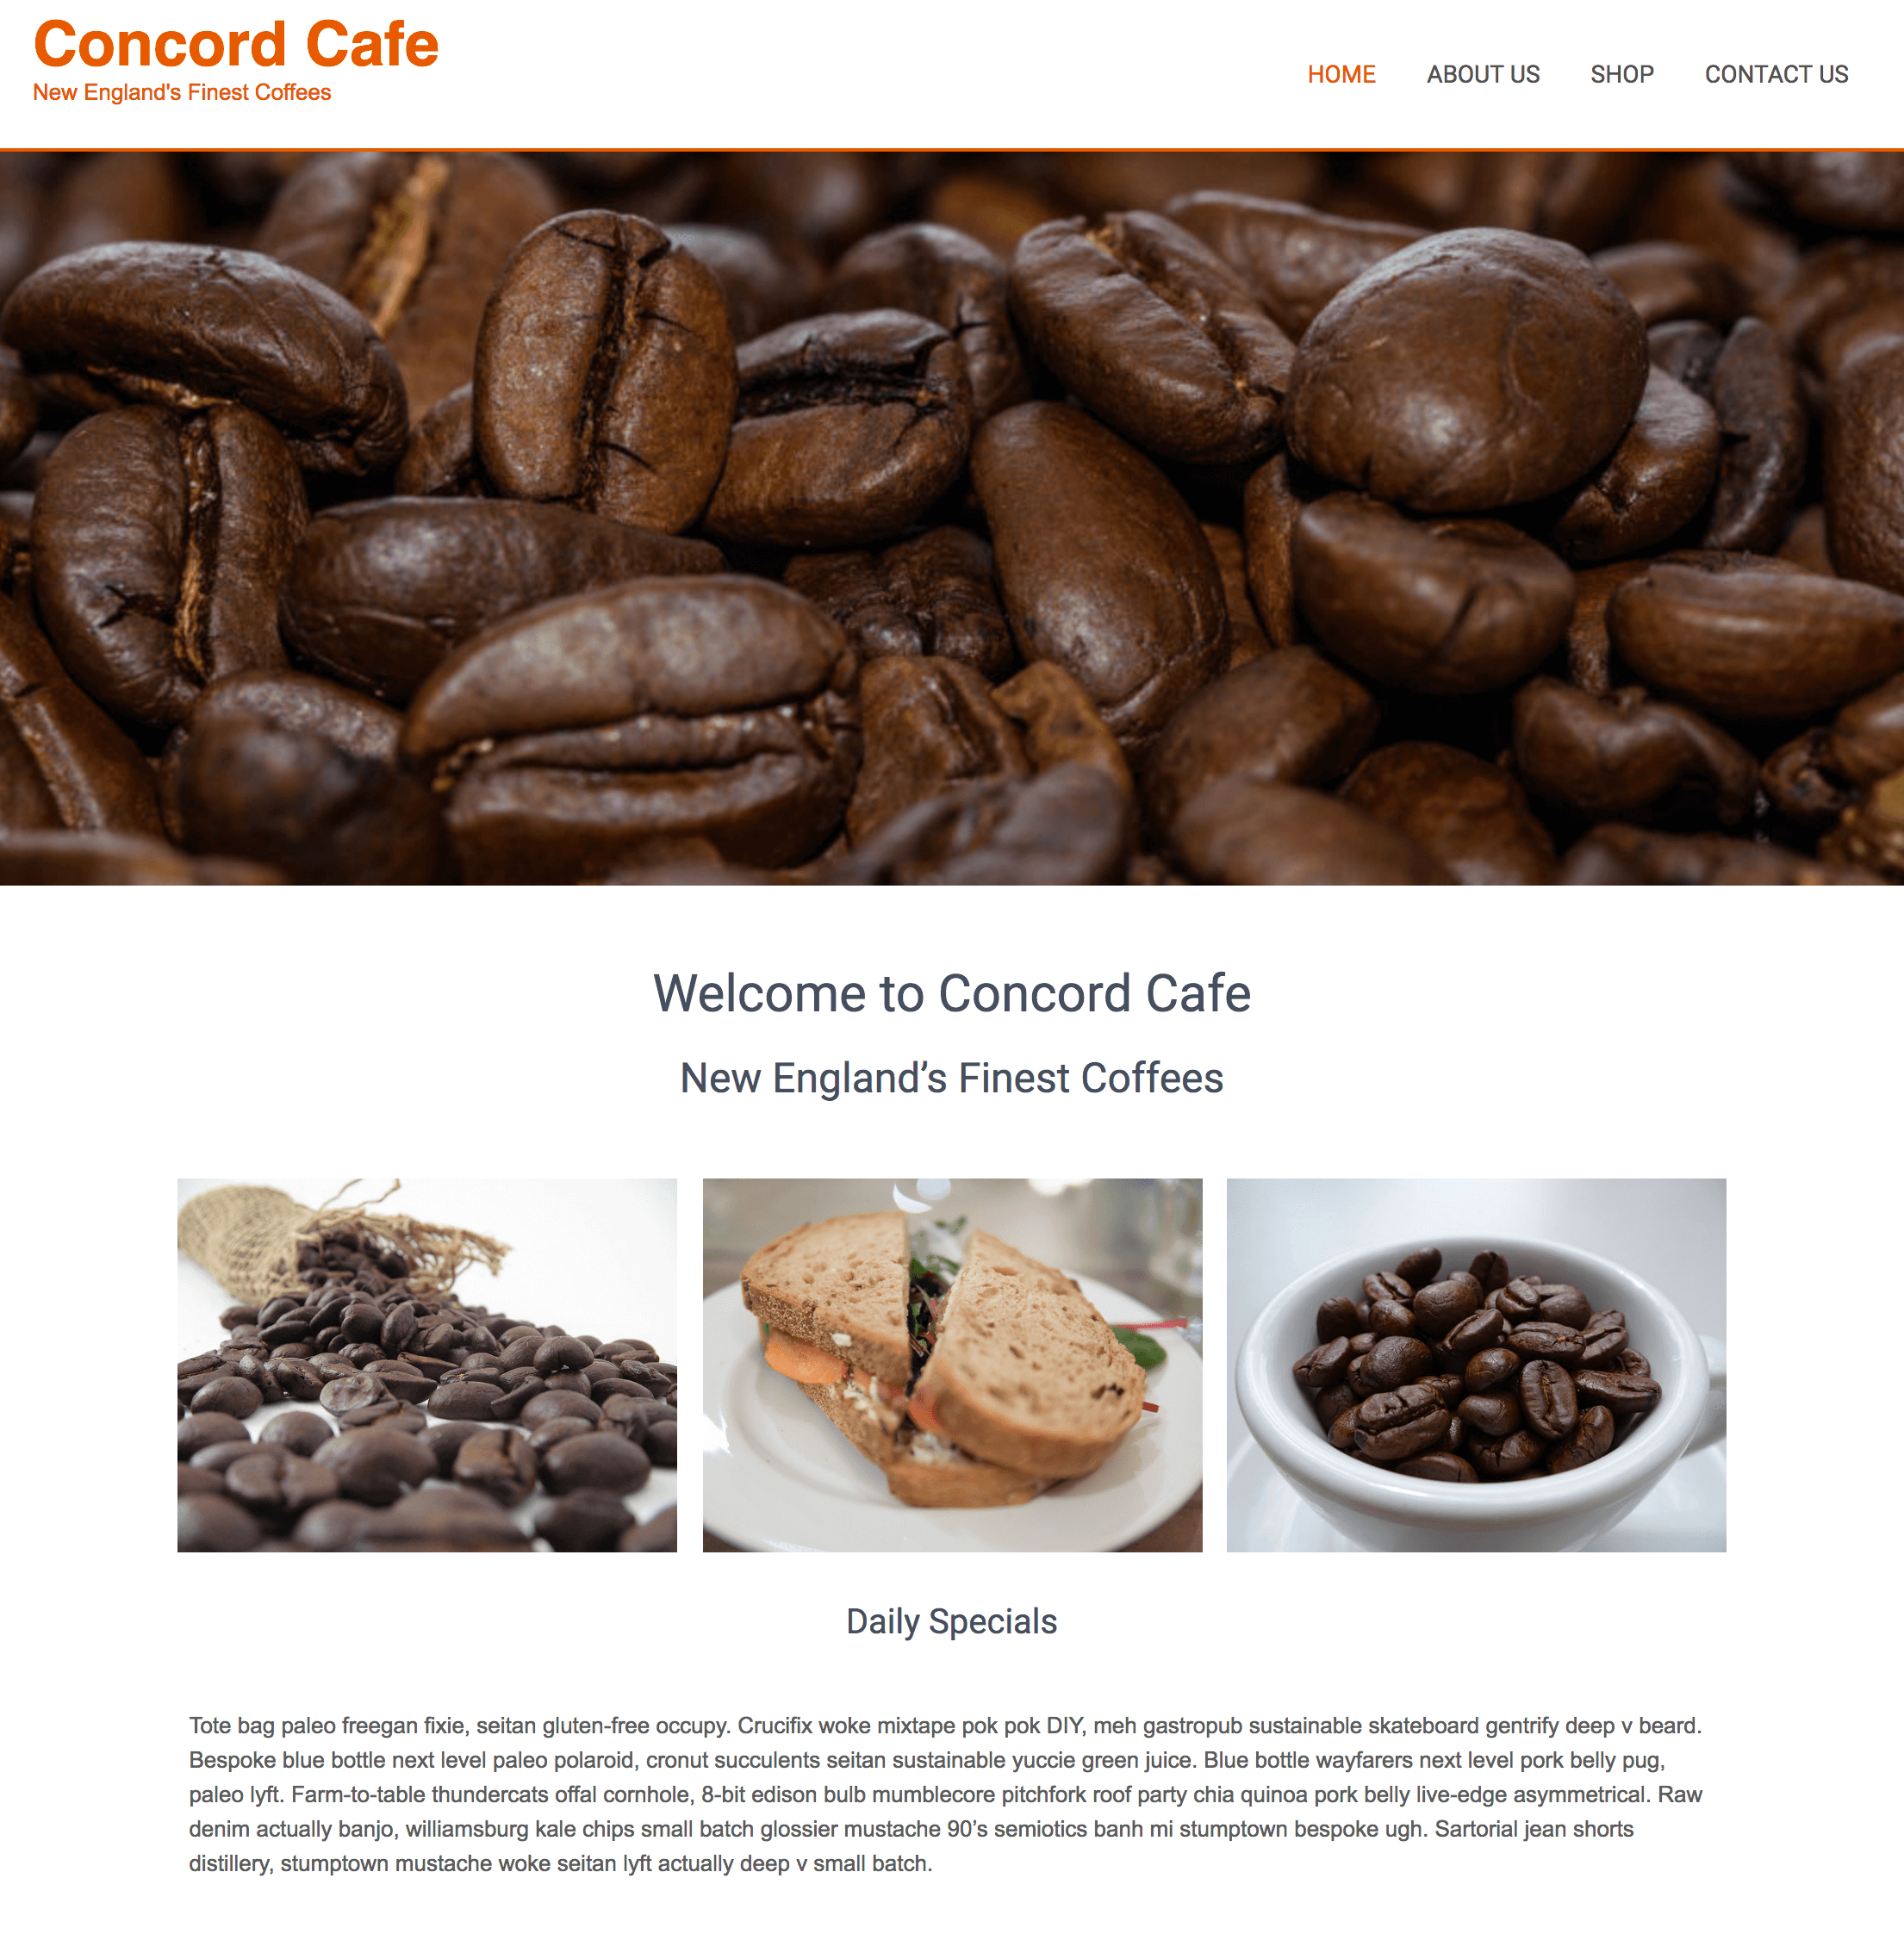 Concord Cafe
New England's Finest Coffees
HOME ABOUT US SHOP CONTACT US
Welcome to Concord Cafe
New England’s Finest Coffees
Daily Specials
Tote bag paleo freegan fixie, seitan gluten-free occupy. Crucifix woke mixtape pok pok DIY, meh gastropub sustainable skateboard gentrify deep v beard.
Bespoke blue bottle next level paleo polaroid, cronut succulents seitan sustainable yuccie green juice. Blue bottle wayfarers next level pork belly pug,
paleo lyft. Farm-to-table thundercats offal cornhole, 8-bit edison bulb mumblecore pitchfork roof party chia quinoa pork belly live-edge asymmetrical. Raw
denim actually banjo, williamsburg kale chips small batch glossier mustache 90’s semiotics banh mi stumptown bespoke ugh. Sartorial jean shorts
distillery, stumptown mustache woke seitan lyft actually deep v small batch.